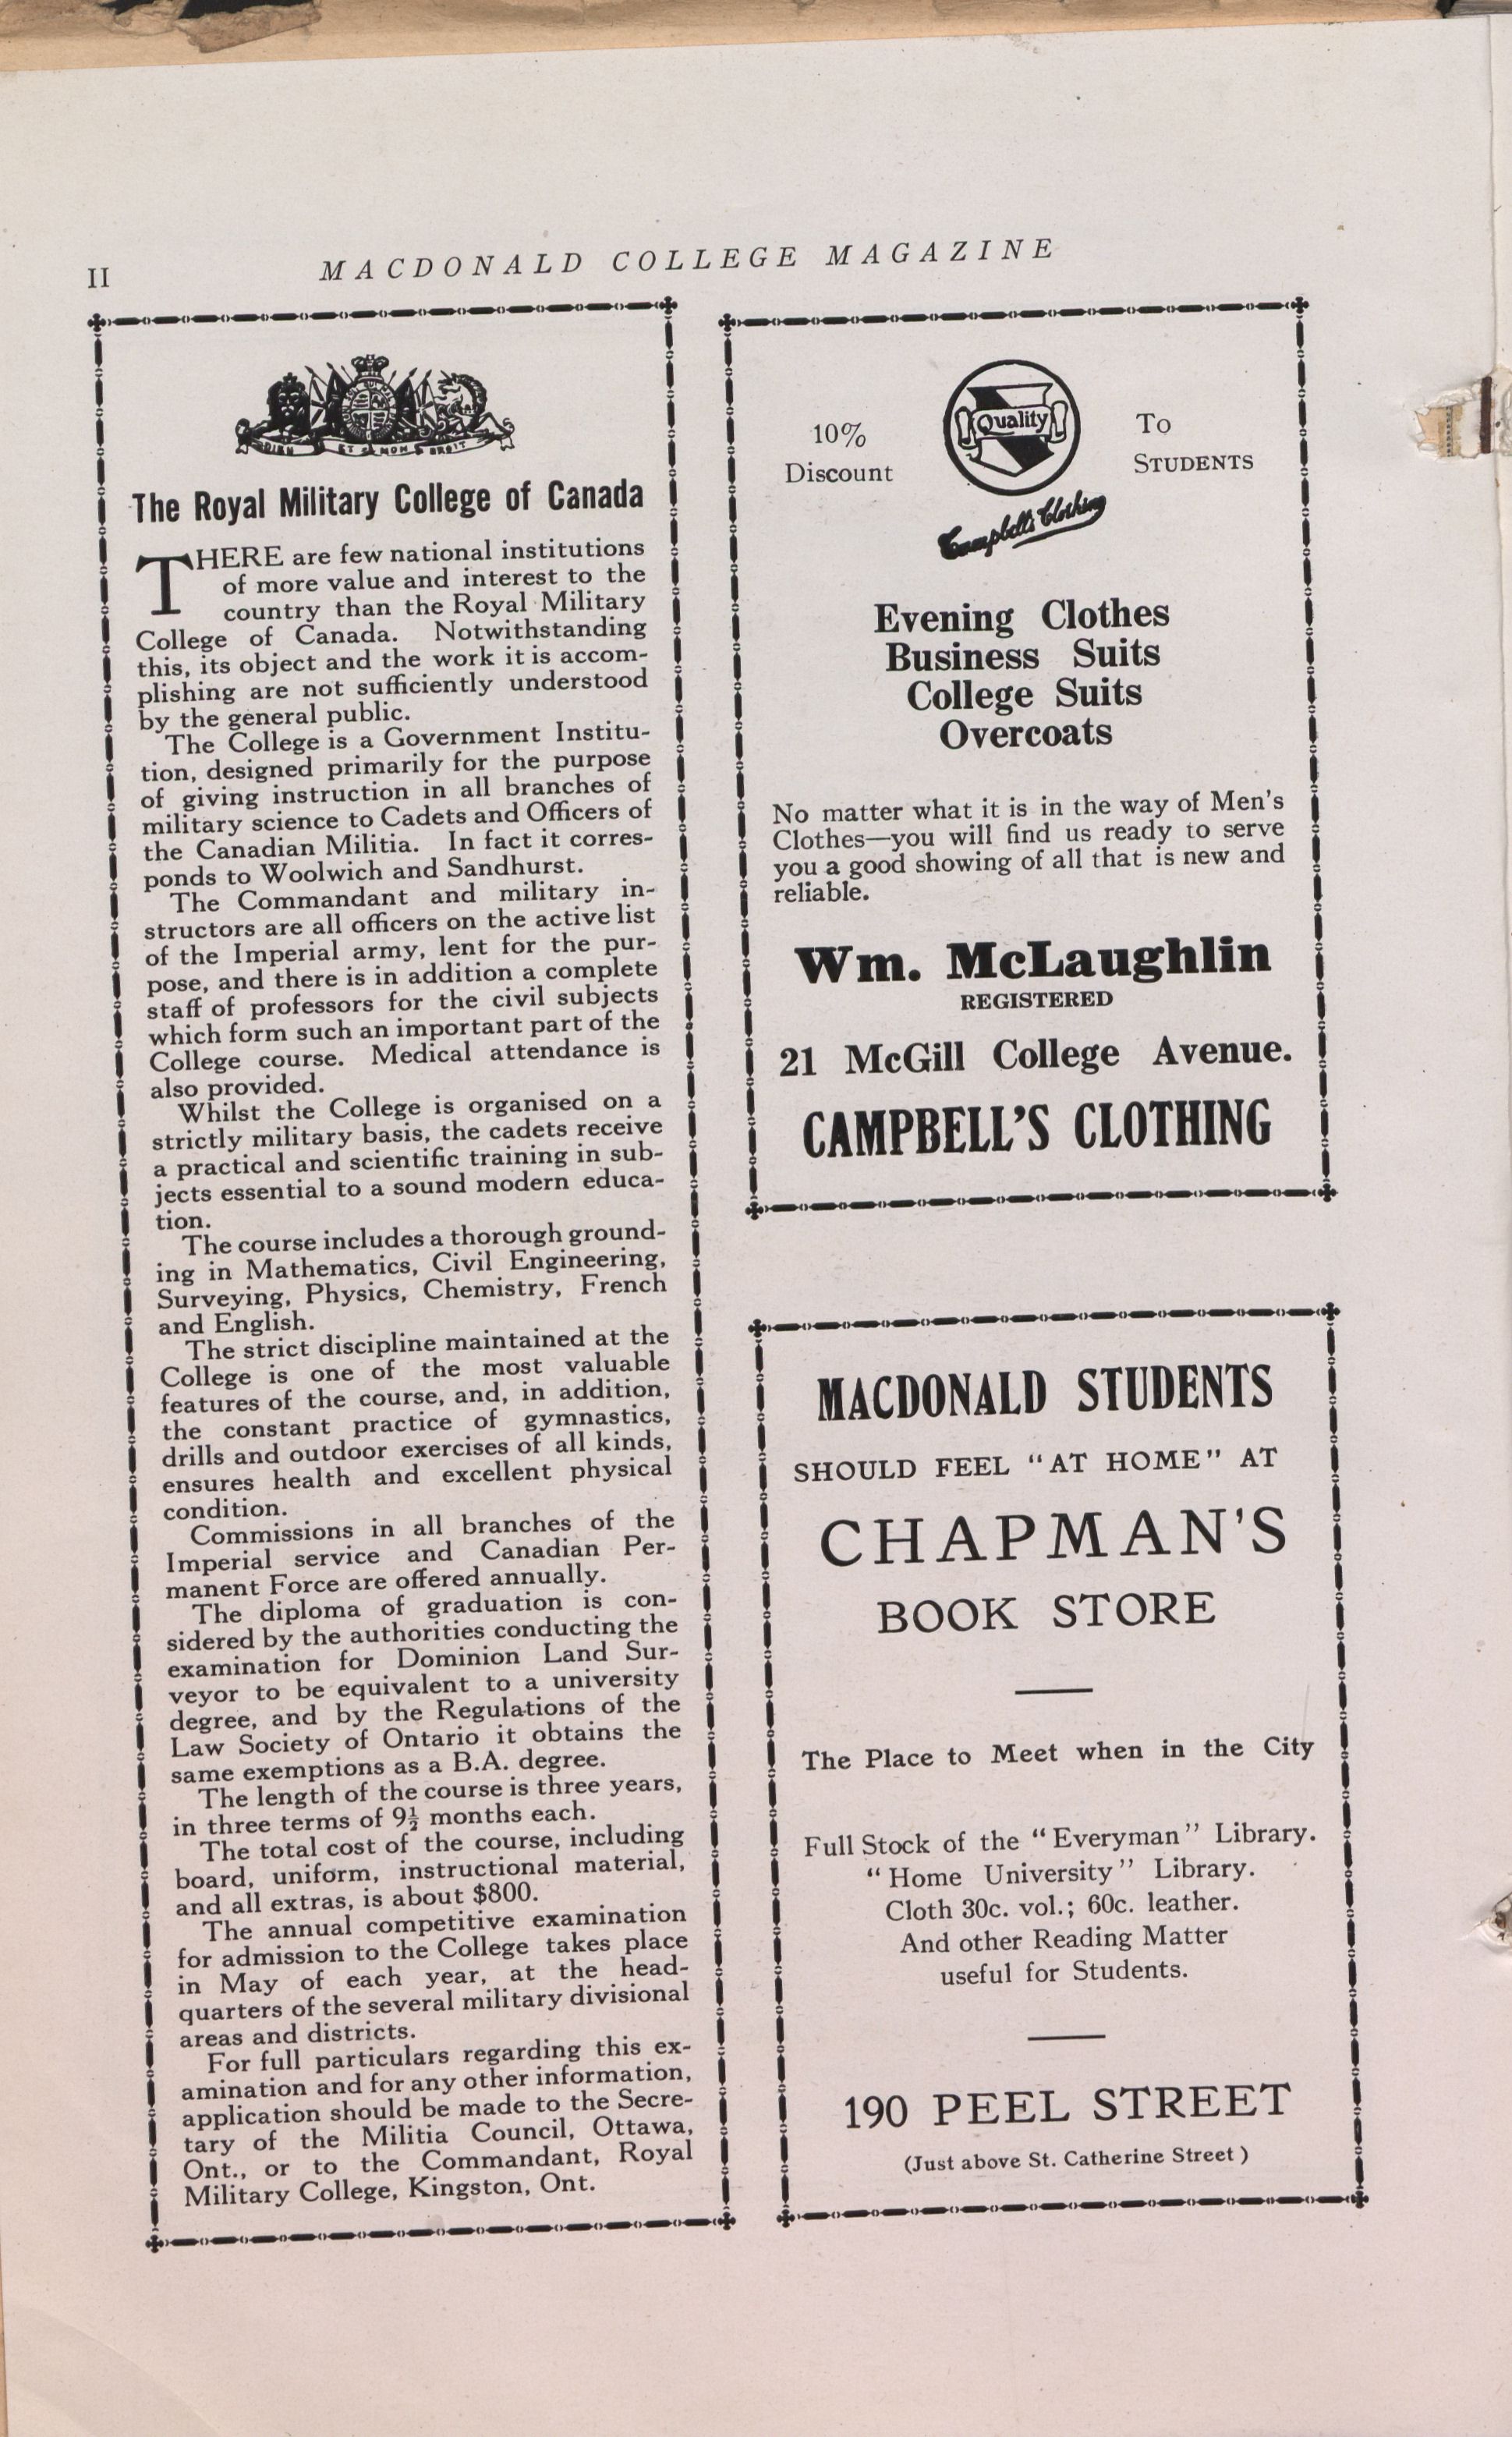 II
MACDONALD COLLEGE MAGAZINE
DIEU ET MON DROIT
The Royal Military College of Canada
THERE are few national institutions
of more value and interest to the
country than the Royal Military
College of Canada. Notwithstanding
this, its object and the work it is accom-
plishing are not sufficiently understood
by the general public.
The College is a Government Institu-
tion, designed primarily for the purpose
of giving instruction in all branches of
military science to Cadets and Officers of
the Canadian Militia. In fact it corres-
ponds to Woolwich and Sandhurst.
The Commandant and military in-
structors are all officers on the active list
of the Imperial army, lent for the pur-
pose, and there is in addition a complete
staff of professors for the civil subjects
which form such an important part of the
College course. Medical attendance is
also provided.
Whilst the College is organised on a
strictly military basis, the cadets receive
a practical and scientific training in sub-
jects essential to a sound modern educa-
tion.
The course includes a thorough ground-
ing in Mathematics, Civil Engineering,
Surveying, Physics, Chemistry, French
and English.
The strict discipline maintained at the
College is one of the most valuable
features of the course, and, in addition,
the constant practice of gymnastics,
drills and outdoor exercises of all kinds,
ensures health and excellent physical
condition.
Commissions in all branches of the
Imperial service and Canadian Per-
manent Force are offered annually.
The diploma of graduation is con-
sidered by the authorities conducting the
examination for Dominion Land Sur-
veyor to be equivalent to a university
degree, and by the Regulations of the
Law Society of Ontario it obtains the
same exemptions as a B.A. degree.
The length of the course is three years,
in three terms of 9½ months each.
The total cost of the course, including
board, uniform, instructional material,
and all extras, is about $800.
The annual competitive examination
for admission to the College takes place
in May of each year, at the head-
quarters of the several military divisional
areas and districts.
For full particulars regarding this ex-
amination and for any other information,
application should be made to the Secre-
tary of the Militia Council, Ottawa,
Ont., or to the Commandant, Royal
Military College, Kingston, Ont.
10%
Discount
Quality
To
STUDENTS
Campbell's Clothing
Evening Clothes
Business Suits
College Suits
Overcoats
No matter what it is in the way of Men's
Clothes—you will find us ready to serve
you a good showing of all that is new and
reliable.
Wm. McLaughlin
REGISTERED
21 McGill College Avenue.
CAMPBELL'S CLOTHING
MACDONALD STUDENTS
SHOULD FEEL "AT HOME" AT
CHAPMAN'S
BOOK STORE
The Place to Meet when in the City
Full Stock of the "Everyman" Library.
"Home University" Library.
Cloth 30c. vol.; 60c. leather.
And other Reading Matter
useful for Students.
190 PEEL STREET
(Just above St. Catherine Street)